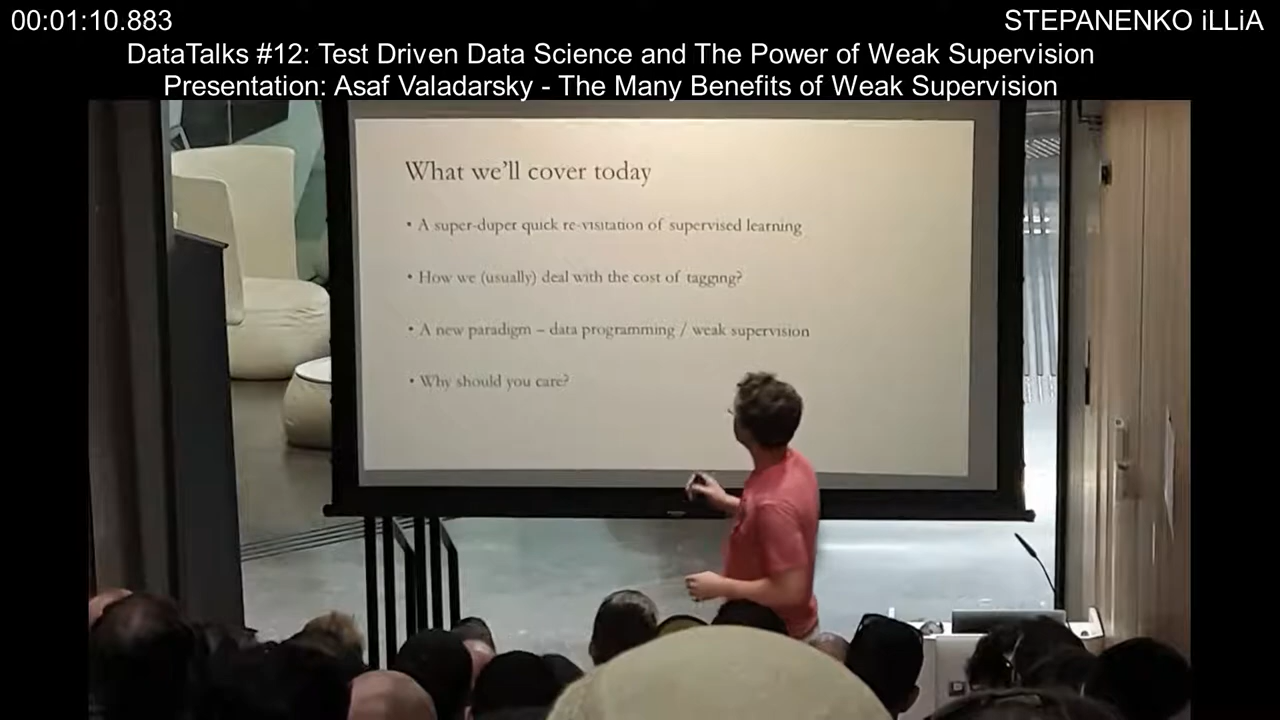 00:01:10.883
STEPANENKO iLLiA
DataTalks #12: Test Driven Data Science and The Power of Weak Supervision
Presentation: Asaf Valadarsky - The Many Benefits of Weak Supervision
What we'll cover today
• A super-duper quick re-visitation of supervised learning
• How we (usually) deal with the cost of tagging?
• A new paradigm – data programming / weak supervision
• Why should you care?